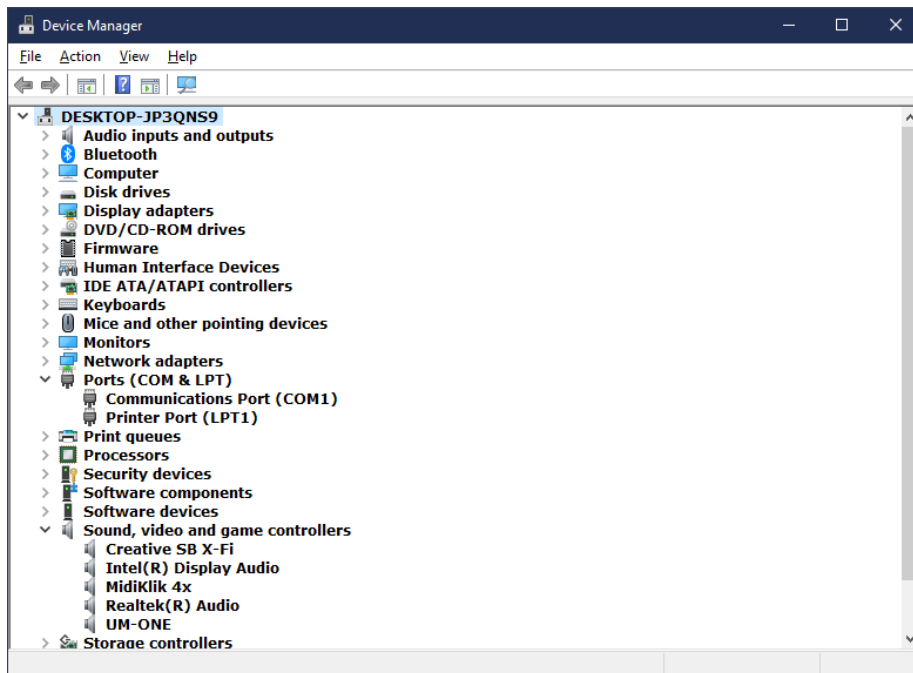 Device Manager
File Action View Help
DESKTOP-JP3QNS9
Audio inputs and outputs
Bluetooth
Computer
Disk drives
Display adapters
DVD/CD-ROM drives
Firmware
Human Interface Devices
IDE ATA/ATAPI controllers
Keyboards
Mice and other pointing devices
Monitors
Network adapters
Ports (COM & LPT)
Communications Port (COM1)
Printer Port (LPT1)
Print queues
Processors
Security devices
Software components
Software devices
Sound, video and game controllers
Creative SB X-Fi
Intel(R) Display Audio
MidiKlik 4x
Realtek(R) Audio
UM-ONE
Storage controllers